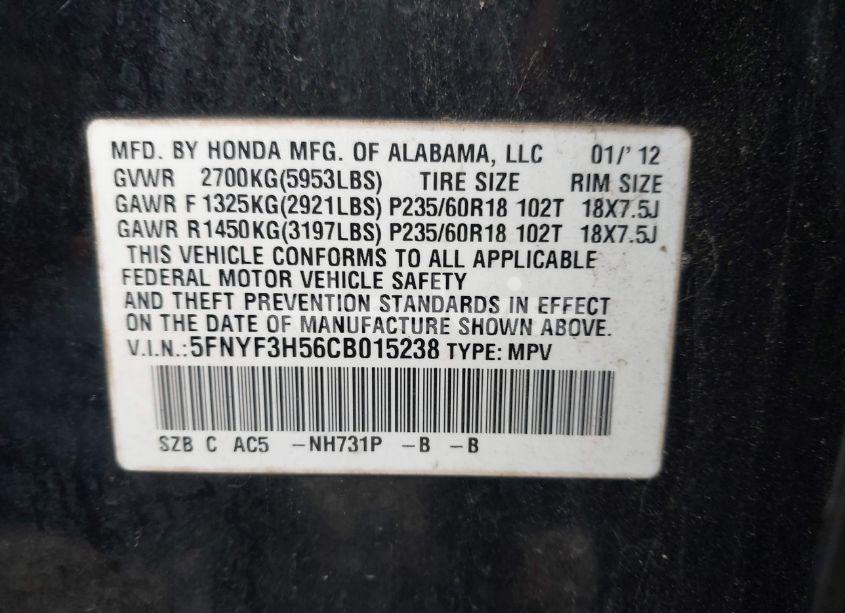 MFD. BY HONDA MFG. OF ALABAMA, LLC 01/'12
GVWR 2700KG(5953LBS) TIRE SIZE RIM SIZE
GAWR F 1325KG(2921LBS) P235/60R18 102T 18X7.5J
GAWR R1450KG(3197LBS) P235/60R18 102T 18X7.5J
THIS VEHICLE CONFORMS TO ALL APPLICABLE
FEDERAL MOTOR VEHICLE SAFETY
AND THEFT PREVENTION STANDARDS IN EFFECT
ON THE DATE OF MANUFACTURE SHOWN ABOVE.
V.I.N.:5FNYF3H56CB015238 TYPE: MPV
SZB C AC5 -NH731P -B -B